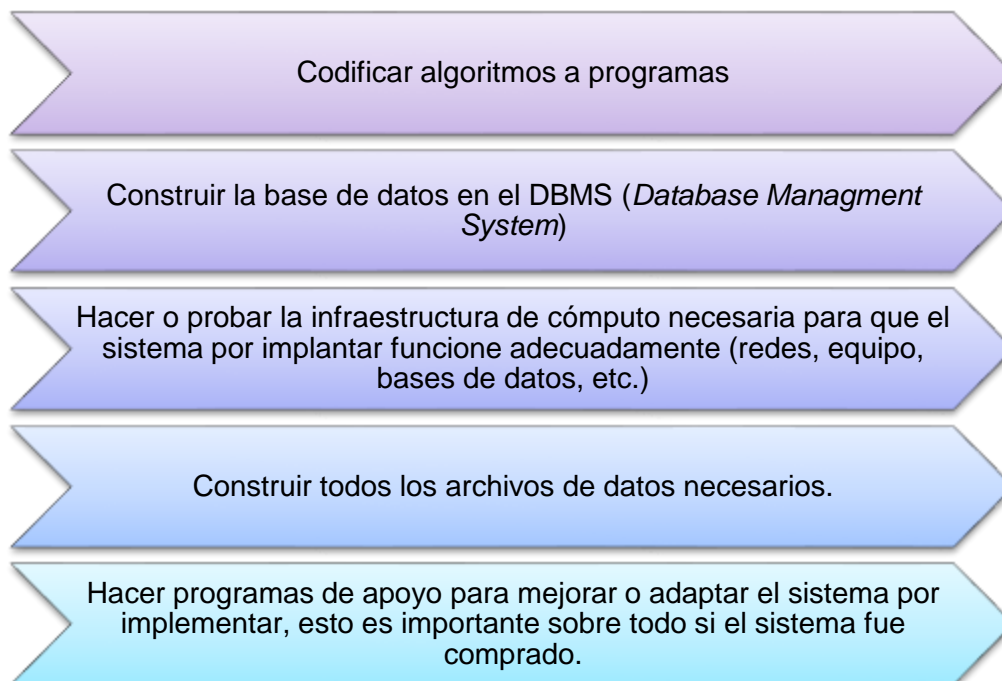 Codificar algoritmos a programas
Construir la base de datos en el DBMS (Database Managment
System)
Hacer o probar la infraestructura de cómputo necesaria para que el
sistema por implantar funcione adecuadamente (redes, equipo,
bases de datos, etc.)
Construir todos los archivos de datos necesarios.
Hacer programas de apoyo para mejorar o adaptar el sistema por
implementar, esto es importante sobre todo si el sistema fue
comprado.